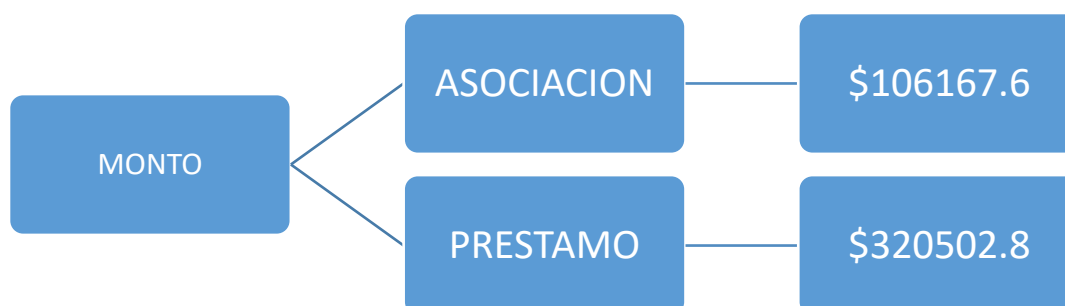 MONTO
ASOCIACION
$106167.6
PRESTAMO
$320502.8